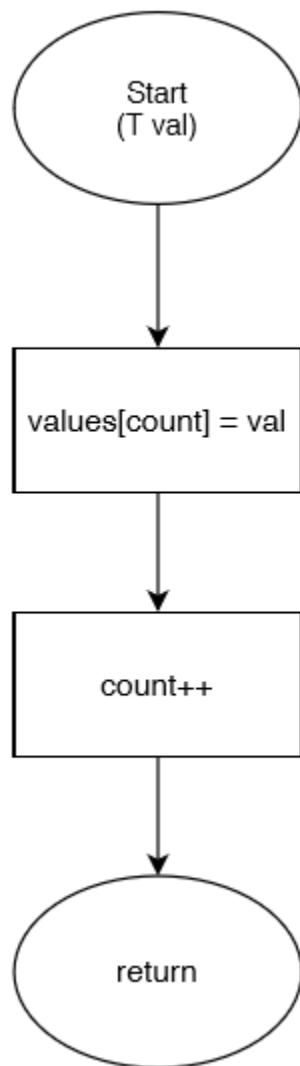 Start
(T val)
values[count] = val
count++
return